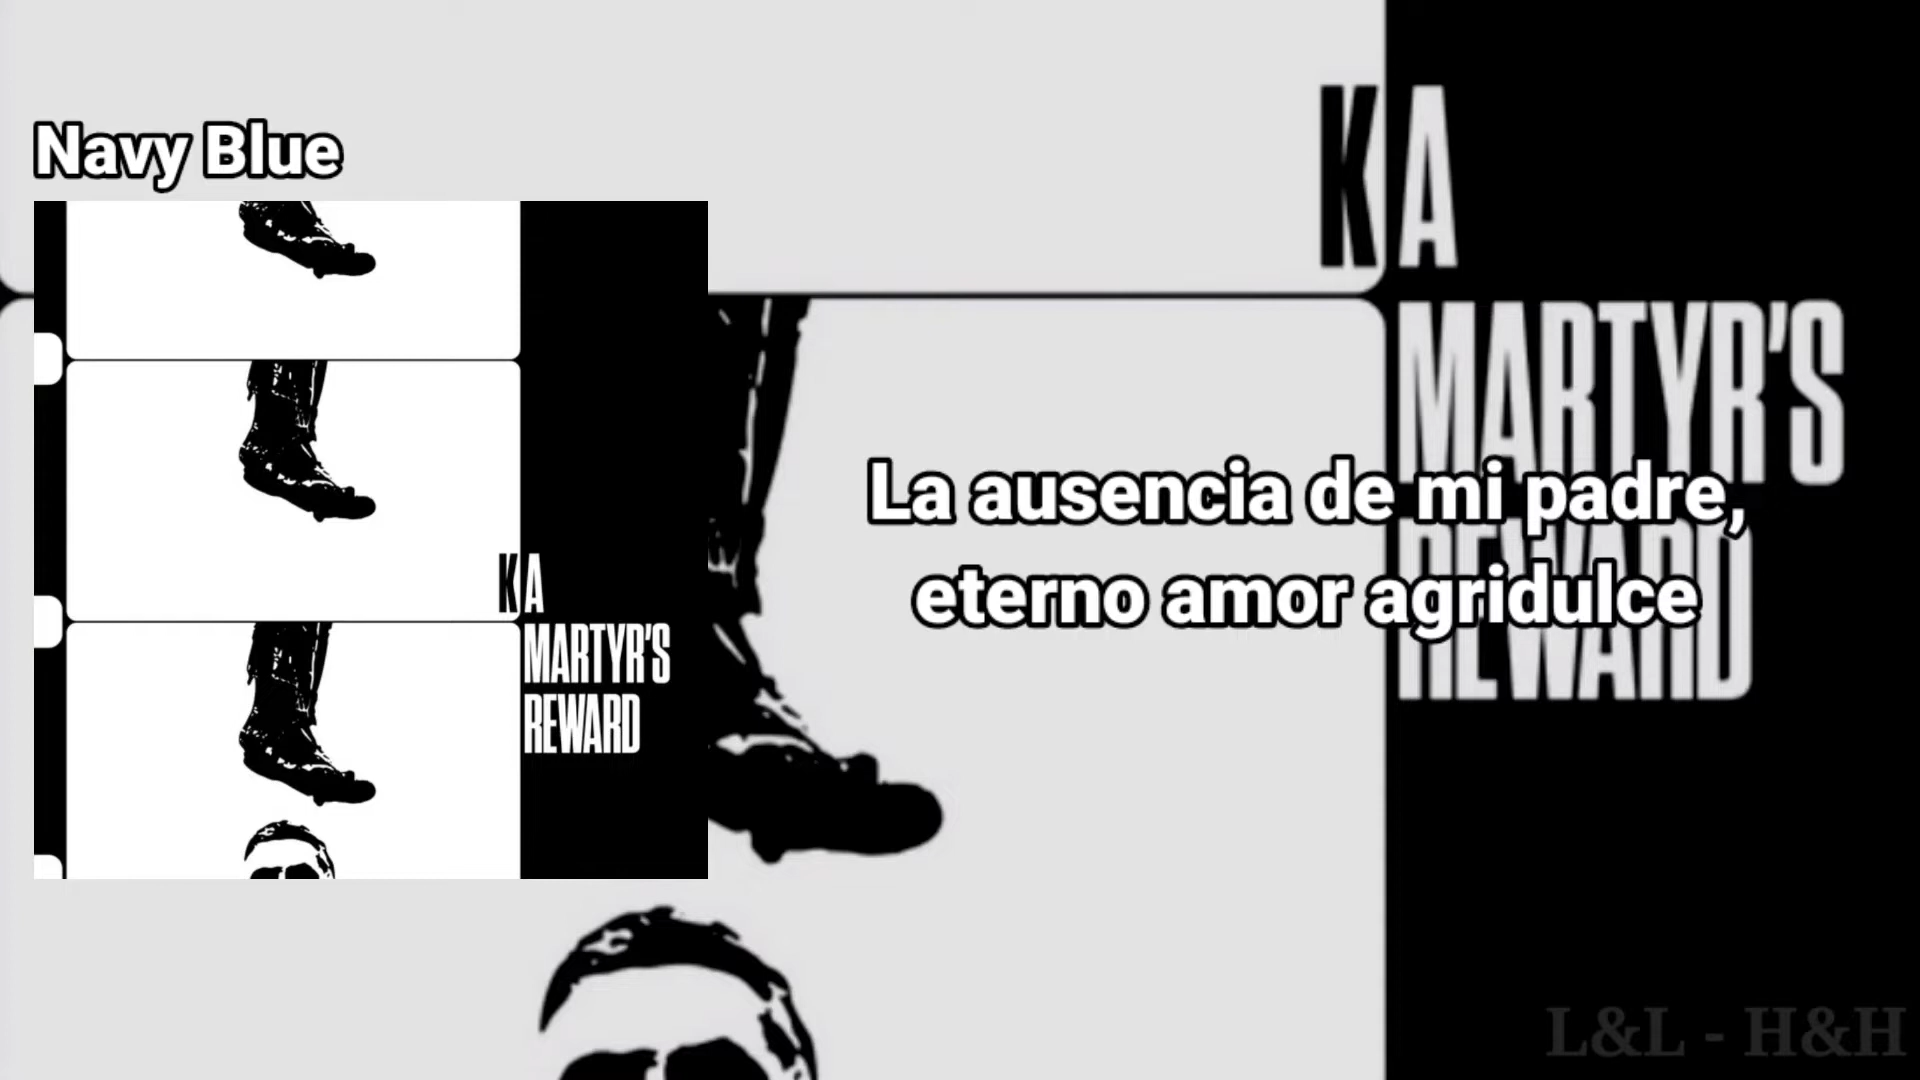 Navy Blue
KA
MARTYR'S
REWARD
KA
MARTYR'S
REWARD
La ausencia de mi padre,
eterno amor agridulce
L&L - H&H